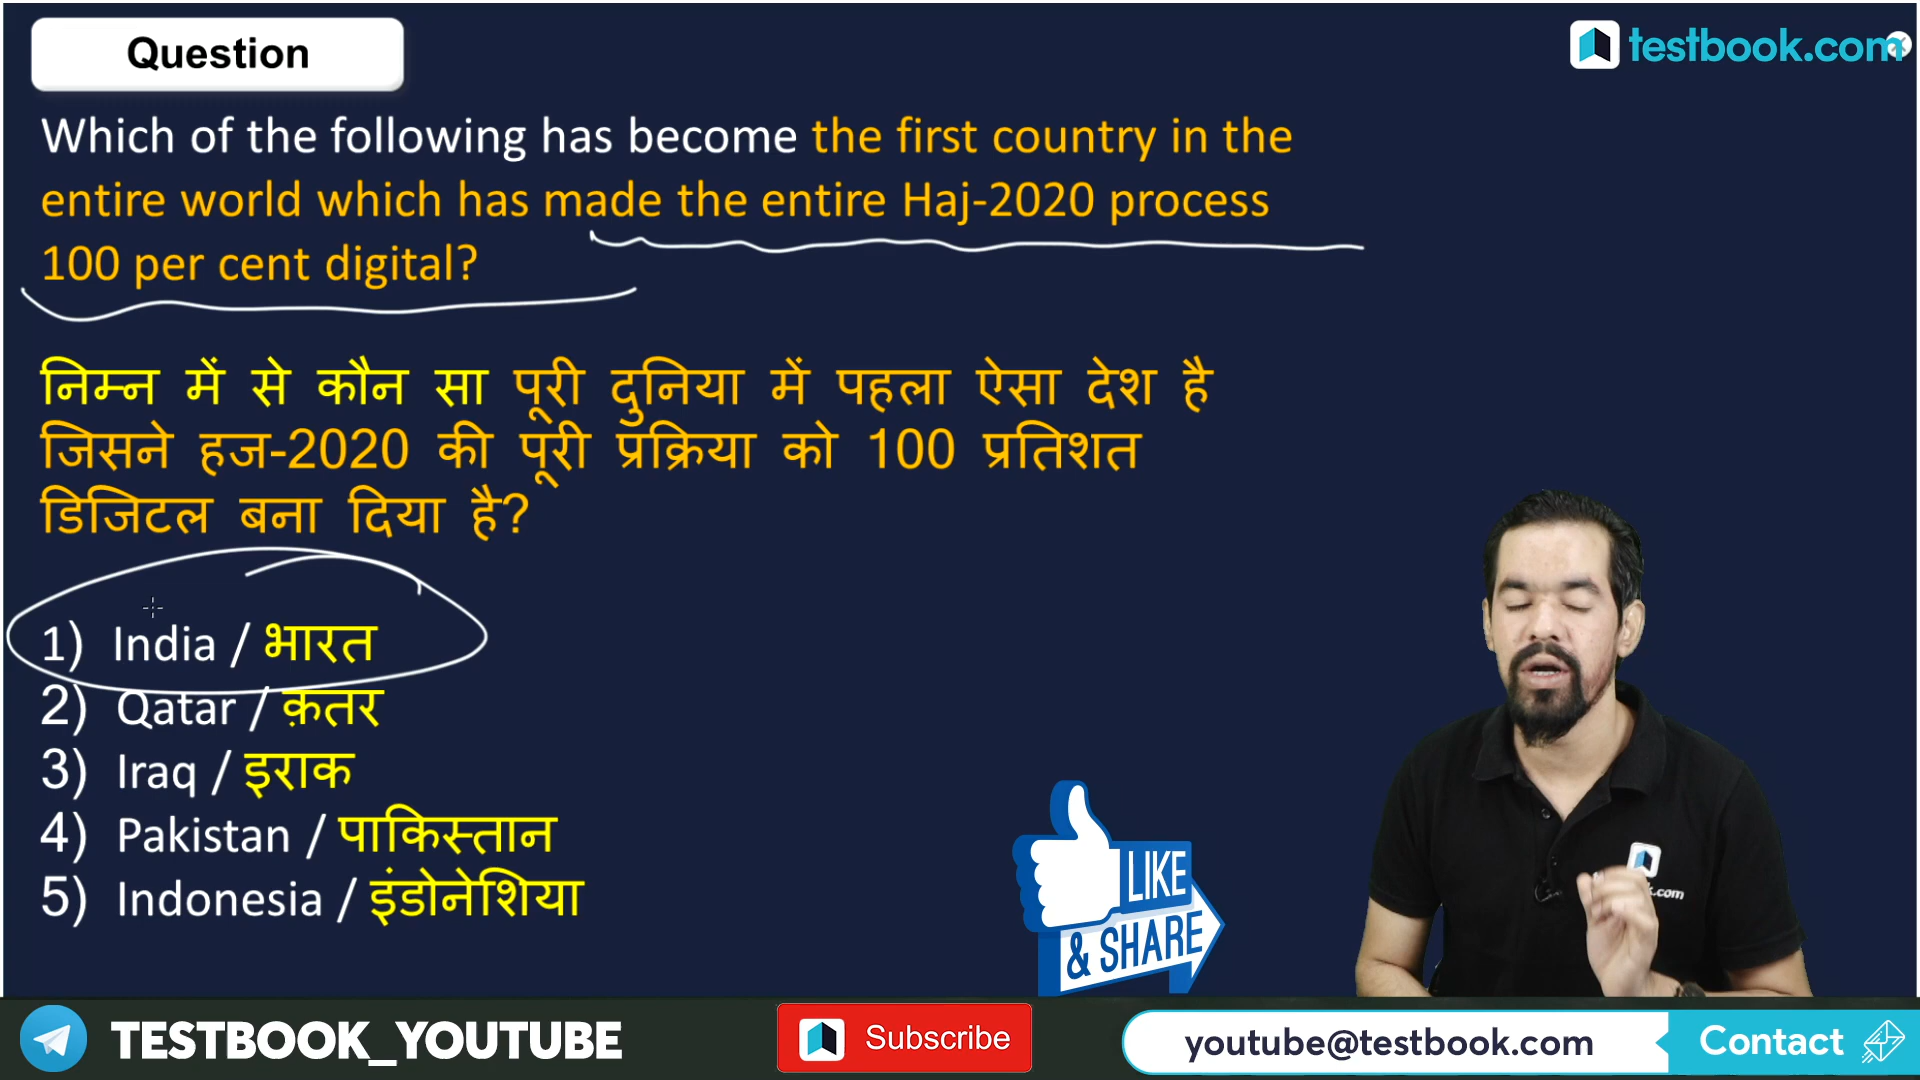 Question
testbook.com
Which of the following has become the first country in the
entire world which has made the entire Haj-2020 process
100 per cent digital?
निम्न में से कौन सा पूरी दुनिया में पहला ऐसा देश है
जिसने हज-2020 की पूरी प्रक्रिया को 100 प्रतिशत
डिजिटल बना दिया है?
1) India / भारत
2) Qatar / क़तर
3) Iraq / इराक
4) Pakistan / पाकिस्तान
5) Indonesia / इंडोनेशिया
LIKE
& SHARE
TESTBOOK_YOUTUBE
Subscribe
youtube@testbook.com
Contact